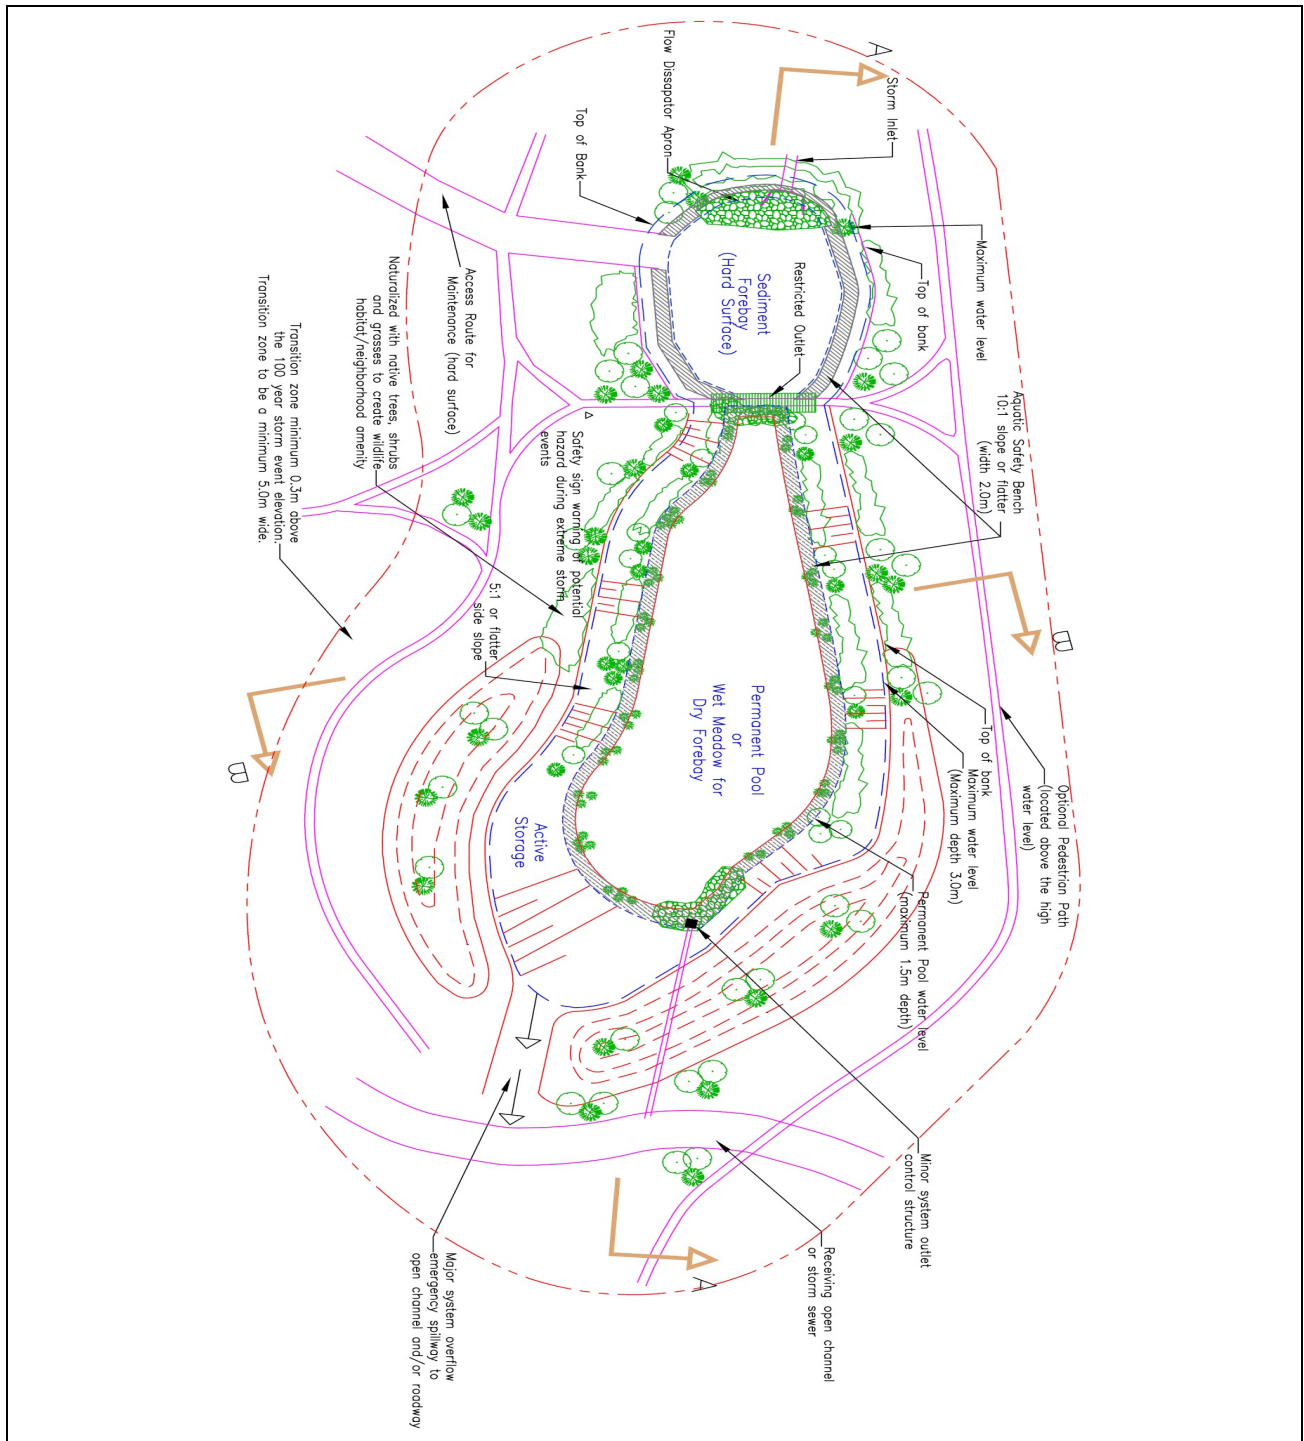 A
Storm Inlet
Flow Dissapator Apron
Top of Bank
Maximum water level
Top of bank
Restricted Outlet
Sediment
Forebay
(Hard Surface)
Aquatic Safety Bench
10:1 slope or flatter
(width 2.0m)
Access Route for
Maintenance (hard surface)
Naturalized with native trees, shrubs
and grasses to create wildlife
habitat/neighborhood amenity
Transition zone minimum 0.3m above
the 100 year storm event elevation.
Transition zone to be a minimum 5.0m wide.
Safety sign warning of potential
hazard during extreme storm
events
5:1 or flatter
side slope
B
B
Permanent Pool
or
Wet Meadow for
Dry Forebay
Top of bank
Maximum water level
(Maximum depth 3.0m)
Optional Pedestrian Path
(located above the high
water level)
Active
Storage
Permanent Pool water level
(maximum 1.5m depth)
Minor system outlet
control structure
Receiving open channel
or storm sewer
Major system overflow
emergency spillway to
open channel and/or roadway
A